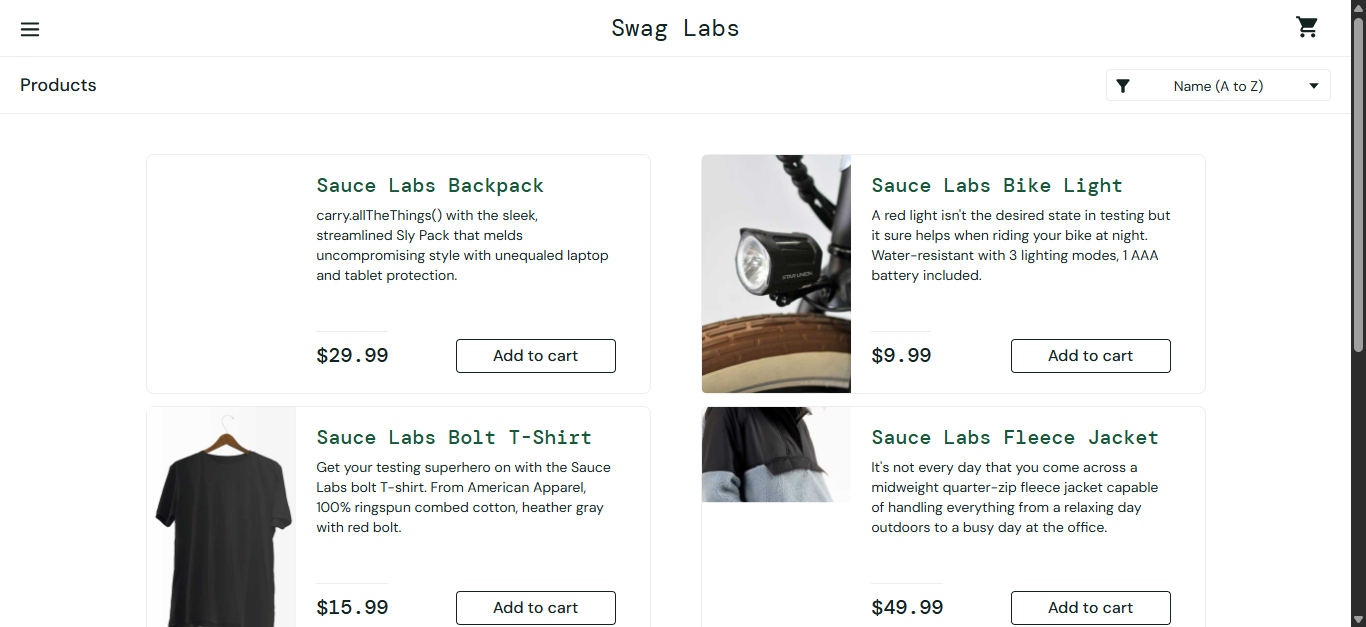 Swag Labs
Products
Name (A to Z)
Sauce Labs Backpack
carry.allTheThings() with the sleek,
streamlined Sly Pack that melds
uncompromising style with unequaled laptop
and tablet protection.
$29.99
Add to cart
Sauce Labs Bike Light
A red light isn't the desired state in testing but
it sure helps when riding your bike at night.
Water-resistant with 3 lighting modes, 1 AAA
battery included.
STAR UNION
$9.99
Add to cart
Sauce Labs Bolt T-Shirt
Get your testing superhero on with the Sauce
Labs bolt T-shirt. From American Apparel,
100% ringspun combed cotton, heather gray
with red bolt.
$15.99
Add to cart
Sauce Labs Fleece Jacket
It's not every day that you come across a
midweight quarter-zip fleece jacket capable
of handling everything from a relaxing day
outdoors to a busy day at the office.
$49.99
Add to cart